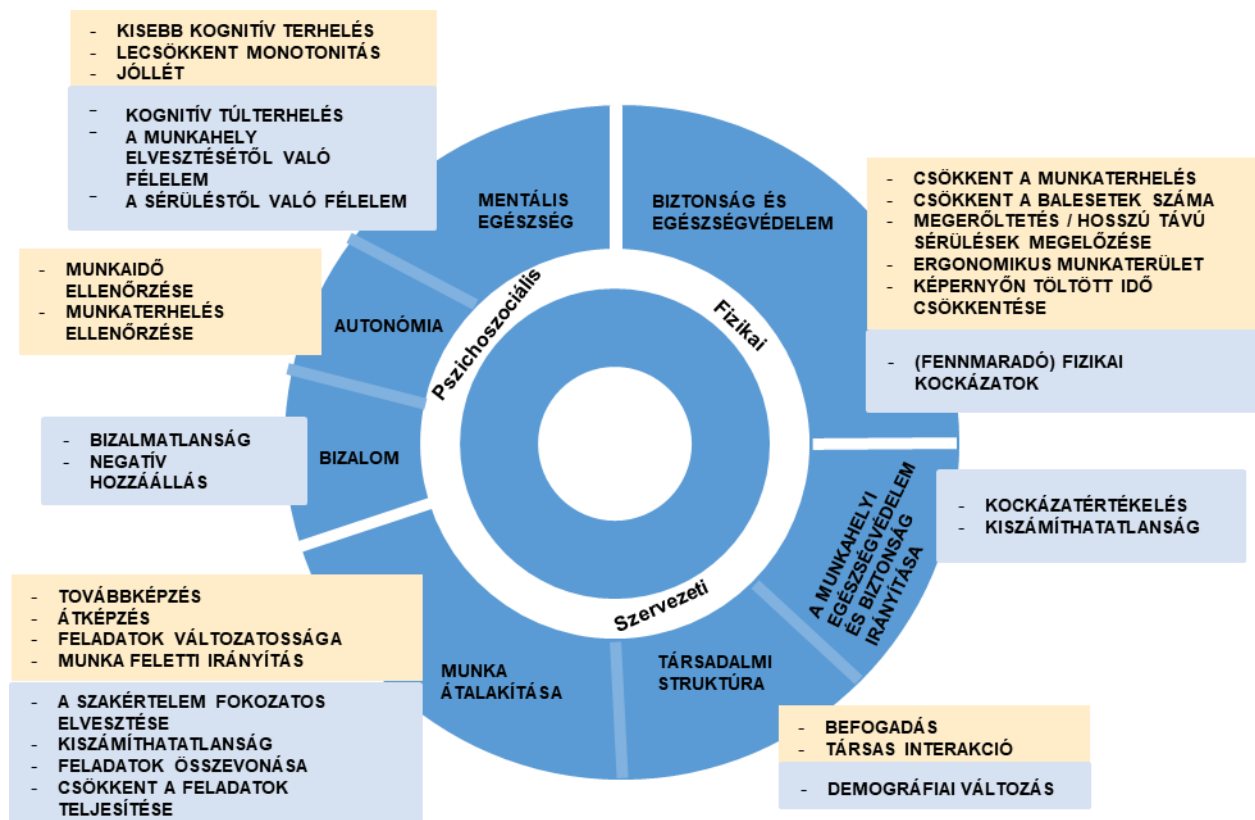 - KISEBB KOGNITÍV TERHELÉS
- LECSÖKKENT MONOTONITÁS
- JÓLLÉT
- KOGNITÍV TÚLTERHELÉS
- A MUNKAHELY
ELVESZTÉSÉTŐL VALÓ
FÉLELEM
- A SÉRÜLÉSTŐL VALÓ FÉLELEM
MENTÁLIS
EGÉSZSÉG
BIZTONSÁG ÉS
EGÉSZSÉGVÉDELEM
- CSÖKKENT A MUNKATERHELÉS
- CSÖKKENT A BALESETEK SZÁMA
- MEGERŐLTETÉS / HOSSZÚ TÁVÚ
SÉRÜLÉSEK MEGELŐZÉSE
- ERGONOMIKUS MUNKATERÜLET
- KÉPERNYŐN TÖLTÖTT IDŐ
CSÖKKENTÉSE
- (FENNMARADÓ) FIZIKAI
KOCKÁZATOK
- MUNKAIDŐ
ELLENŐRZÉSE
- MUNKATERHELÉS
ELLENŐRZÉSE
AUTONÓMIA
Pszichoszociális
Fizikai
- BIZALMATLANSÁG
- NEGATÍV
HOZZÁÁLLÁS
BIZALOM
A MUNKAHELYI
EGÉSZSÉGVÉDELEM
ÉS BIZTONSÁG
IRÁNYÍTÁSA
- KOCKÁZATÉRTÉKELÉS
- KISZÁMÍTHATATLANSÁG
Szervezeti
- TOVÁBBKÉPZÉS
- ÁTKÉPZÉS
- FELADATOK VÁLTOZATOSSÁGA
- MUNKA FELETTI IRÁNYÍTÁS
- A SZAKÉRTELEM FOKOZATOS
ELVESZTÉSE
- KISZÁMÍTHATATLANSÁG
- FELADATOK ÖSSZEVONÁSA
- CSÖKKENT A FELADATOK
TELJESÍTÉSE
MUNKA
ÁTALAKÍTÁSA
TÁRSADALMI
STRUKTÚRA
- BEFOGADÁS
- TÁRSAS INTERAKCIÓ
- DEMOGRÁFIAI VÁLTOZÁS